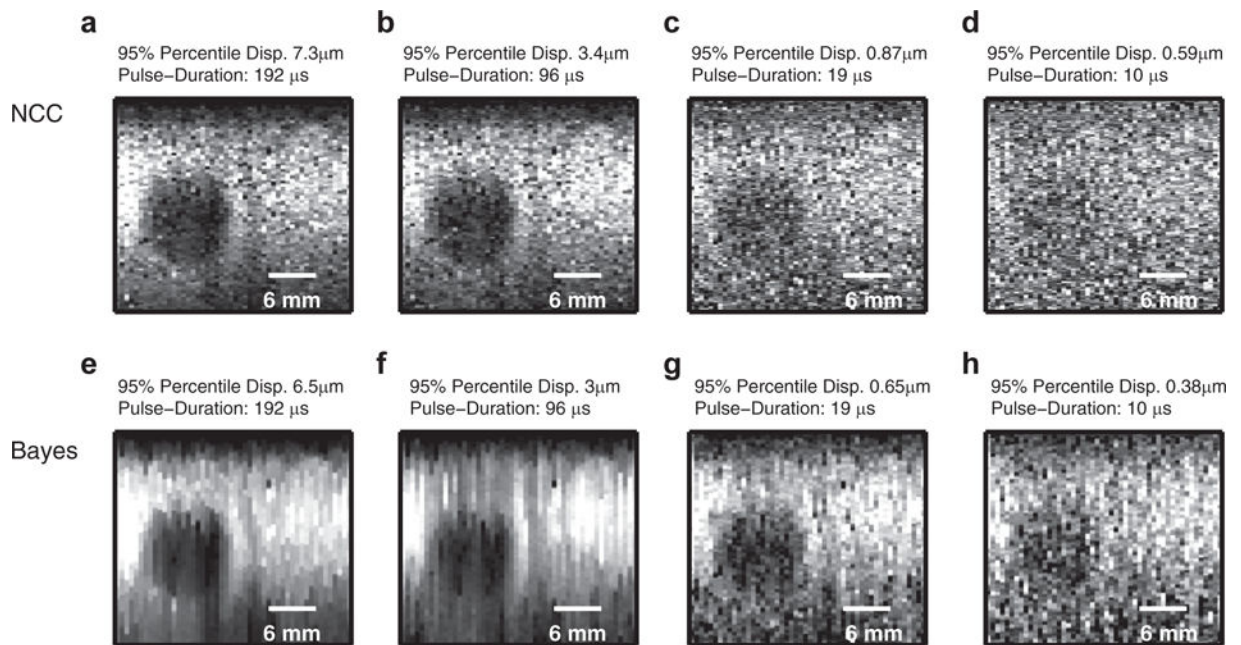 a
95% Percentile Disp. 7.3μm
Pulse−Duration: 192 μs
b
95% Percentile Disp. 3.4μm
Pulse−Duration: 96 μs
c
95% Percentile Disp. 0.87μm
Pulse−Duration: 19 μs
d
95% Percentile Disp. 0.59μm
Pulse−Duration: 10 μs
NCC
6 mm
6 mm
6 mm
6 mm
e
95% Percentile Disp. 6.5μm
Pulse−Duration: 192 μs
f
95% Percentile Disp. 3μm
Pulse−Duration: 96 μs
g
95% Percentile Disp. 0.65μm
Pulse−Duration: 19 μs
h
95% Percentile Disp. 0.38μm
Pulse−Duration: 10 μs
Bayes
6 mm
6 mm
6 mm
6 mm